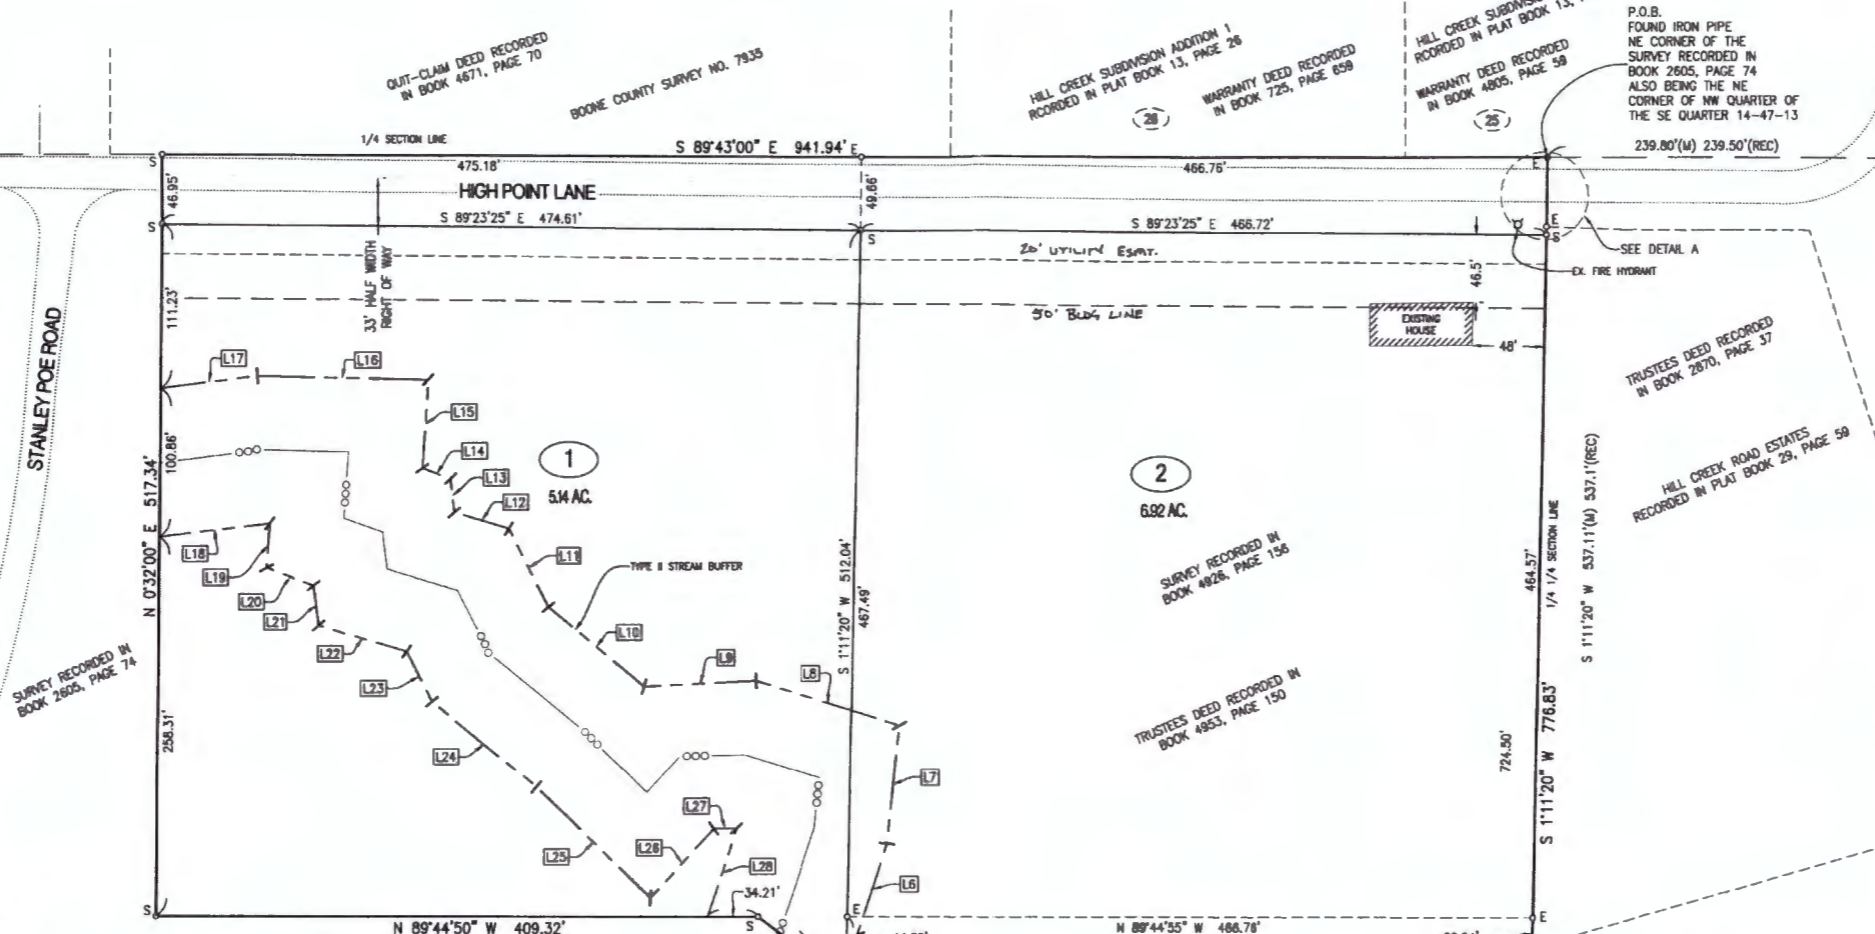 QUIT-CLAIM DEED RECORDED
IN BOOK 4671, PAGE 70
BOONE COUNTY SURVEY NO. 7935
HILL CREEK SUBDIVISION ADDITION 1
RCORDED IN PLAT BOOK 13, PAGE 26
WARRANTY DEED RECORDED
IN BOOK 725, PAGE 659
26
HILL CREEK
RCORDED IN PLAT BOOK 13,
WARRANTY DEED RECORDED
IN BOOK 4805, PAGE 59
25
P.O.B.
FOUND IRON PIPE
NE CORNER OF THE
SURVEY RECORDED IN
BOOK 2605, PAGE 74
ALSO BEING THE NE
CORNER OF NW QUARTER OF
THE SE QUARTER 14-47-13
239.80'(M) 239.50'(REC)
1/4 SECTION LINE
S 89°43'00" E 941.94'
E
S
475.18'
466.76'
E
46.95'
HIGH POINT LANE
49.66'
S 89°23'25" E 474.61'
S 89°23'25" E 466.72'
S
S
E
S
20' UTILITY ESMT.
SEE DETAIL A
EX. FIRE HYDRANT
33' HALF WIDTH
RIGHT OF WAY
111.23'
46.5'
50' BLDG LINE
EXISTING
HOUSE
48'
STANLEY POE ROAD
L17
L16
L15
L14
L13
L12
L11
L10
L9
L8
L7
L6
100.86'
1
5.14 AC.
2
6.92 AC.
TRUSTEES DEED RECORDED
IN BOOK 2870, PAGE 37
HILL CREEK ROAD ESTATES
RECORDED IN PLAT BOOK 29, PAGE 59
N 0°32'00" E 517.34'
L18
L19
L20
L21
L22
L23
L24
L25
L26
L27
L28
TYPE II STREAM BUFFER
S 1°11'20" W 512.04'
467.49'
SURVEY RECORDED IN
BOOK 4926, PAGE 156
TRUSTEES DEED RECORDED IN
BOOK 4953, PAGE 150
464.57'
1/4 1/4 SECTION LINE
S 1°11'20" W 537.11'(M) 537.1'(REC)
SURVEY RECORDED IN
BOOK 2605, PAGE 74
258.31'
724.50'
S 1°11'20" W 776.83'
34.21'
S
S
E
E
N 89°44'50" W 409.32'
N 89°44'55" W 466.76'